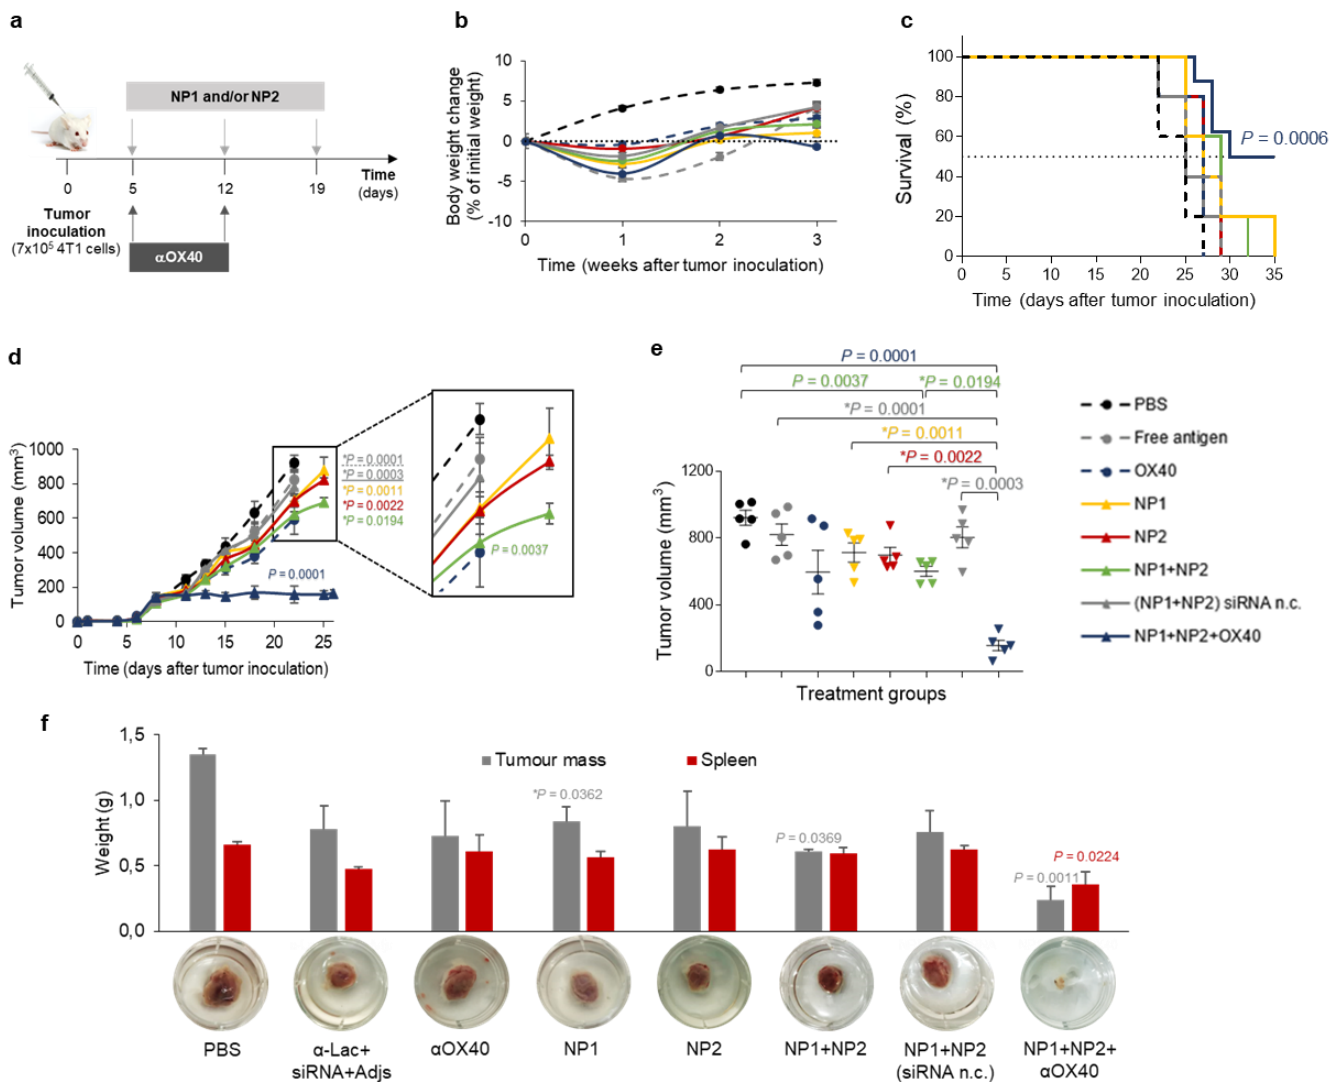 a
NP1 and/or NP2
0
5
12
19
Time
(days)
Tumor
inoculation
(7x10⁵ 4T1 cells)
αOX40
b
Body weight change
(% of initial weight)
10
5
0
-5
-10
0
1
2
3
Time (weeks after tumor inoculation)
c
Survival (%)
100
80
60
40
20
0
P = 0.0006
0
5
10
15
20
25
30
35
Time (days after tumor inoculation)
d
Tumor volume (mm³)
1000
800
600
400
200
0
0
5
10
15
20
25
Time (days after tumor inoculation)
*P = 0.0001
*P = 0.0003
*P = 0.0011
*P = 0.0022
*P = 0.0194
P = 0.0001
P = 0.0037
e
P = 0.0001
P = 0.0037
*P = 0.0194
*P = 0.0001
*P = 0.0011
*P = 0.0022
*P = 0.0003
Tumor volume (mm³)
1200
800
400
0
Treatment groups
PBS
Free antigen
OX40
NP1
NP2
NP1+NP2
(NP1+NP2) siRNA n.c.
NP1+NP2+OX40
f
Weight (g)
1,5
1,0
0,5
0,0
Tumour mass
Spleen
*P = 0.0362
P = 0.0369
P = 0.0224
P = 0.0011
PBS
α-Lac+
siRNA+Adjs
αOX40
NP1
NP2
NP1+NP2
NP1+NP2
(siRNA n.c.)
NP1+NP2+
αOX40